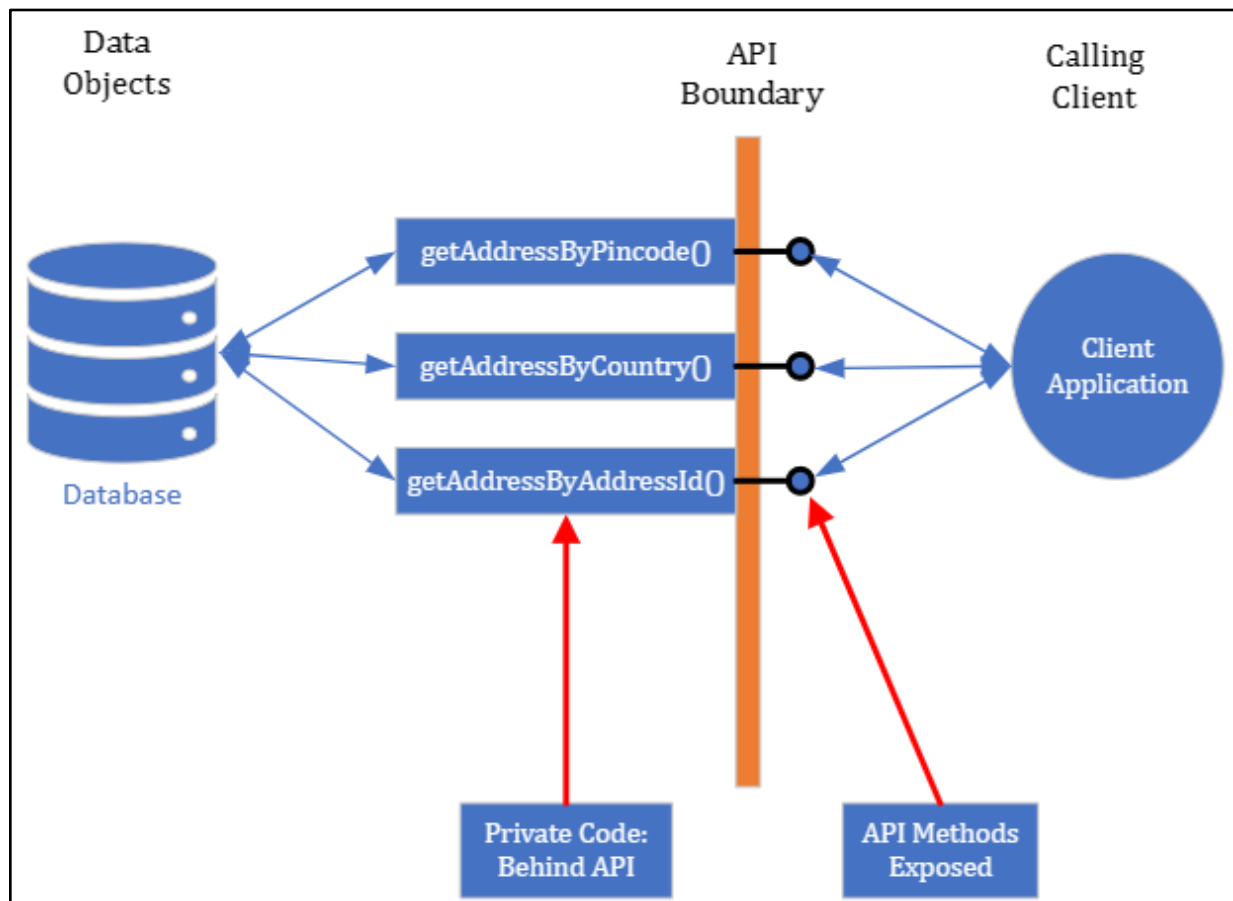 Data
Objects
API
Boundary
Calling
Client
getAddressByPincode()
getAddressByCountry()
getAddressByAddressId()
Client
Application
Database
Private Code:
Behind API
API Methods
Exposed